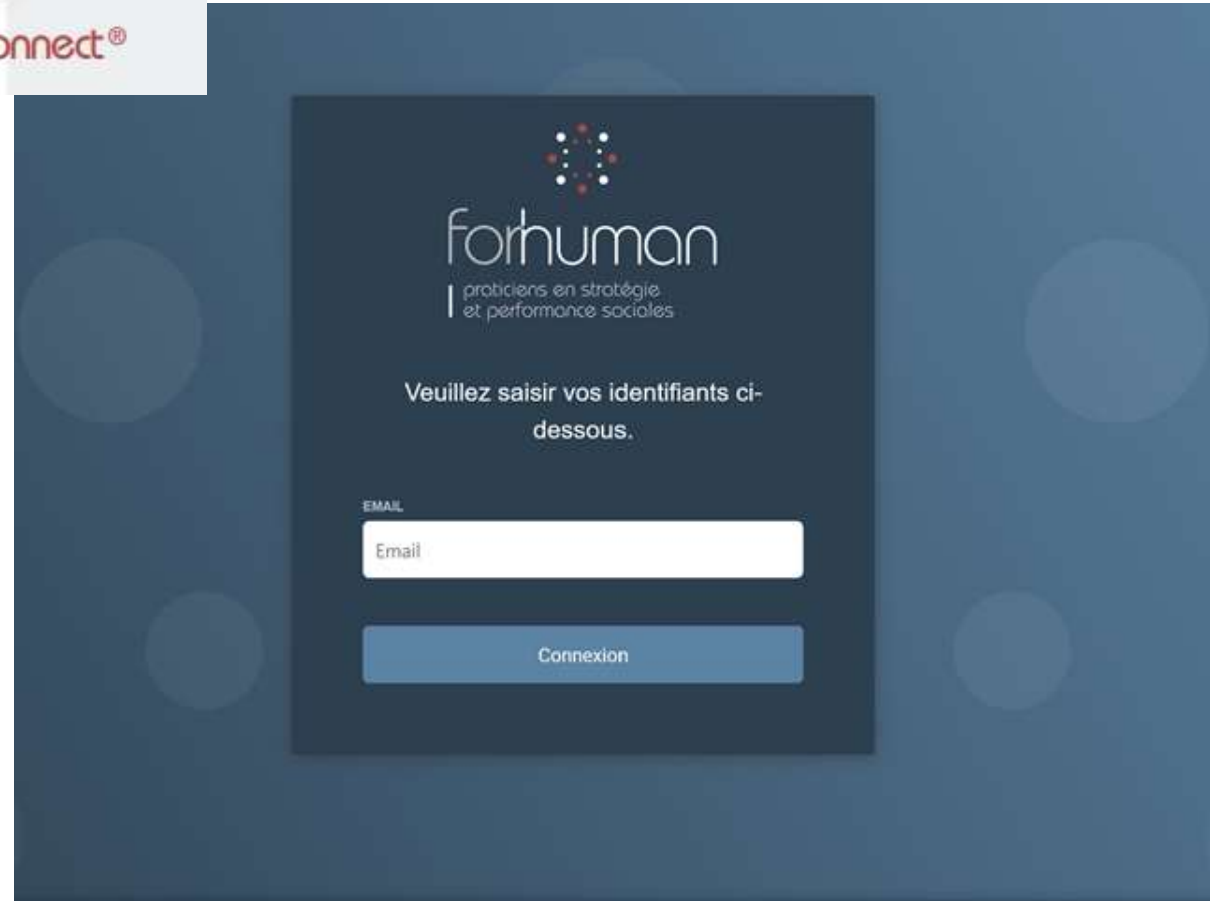 onnect®
forhuman
praticiens en stratégie
et performance sociales
Veuillez saisir vos identifiants ci-
dessous.
EMAIL
Email
Connexion